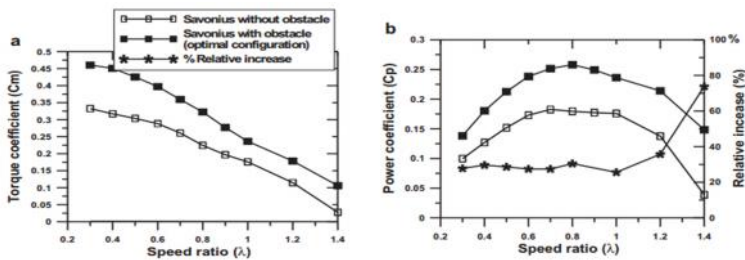 Savonius without obstacle
Savonius with obstacle
(optimal configuration)
% Relative increase
a
Torque coefficient (Cm)
0.5
0.45
0.4
0.35
0.3
0.25
0.2
0.15
0.1
0.05
0
0.2 0.4 0.6 0.8 1 1.2 1.4
Speed ratio (λ)
b
Power coefficient (Cp)
0.3
0.25
0.2
0.15
0.1
0.05
0
0.2 0.4 0.6 0.8 1 1.2 1.4
Speed ratio (λ)
100 %
80
60
40
20
0
Relative increase (%)